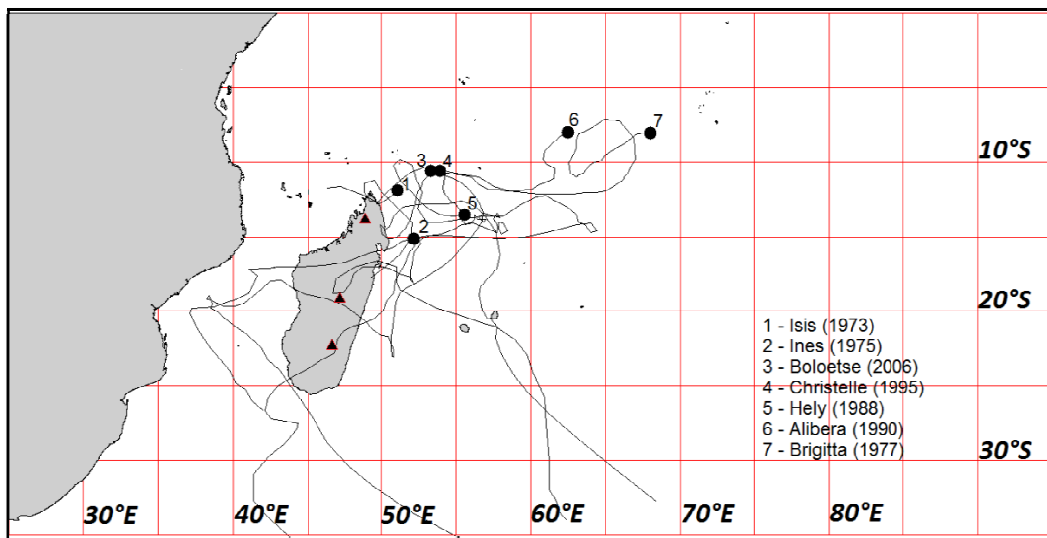 6
7
10°S
3
4
1
5
2
20°S
1 - Isis (1973)
2 - Ines (1975)
3 - Boloetse (2006)
4 - Christelle (1995)
5 - Hely (1988)
6 - Alibera (1990)
7 - Brigitta (1977)
30°S
30°E
40°E
50°E
60°E
70°E
80°E